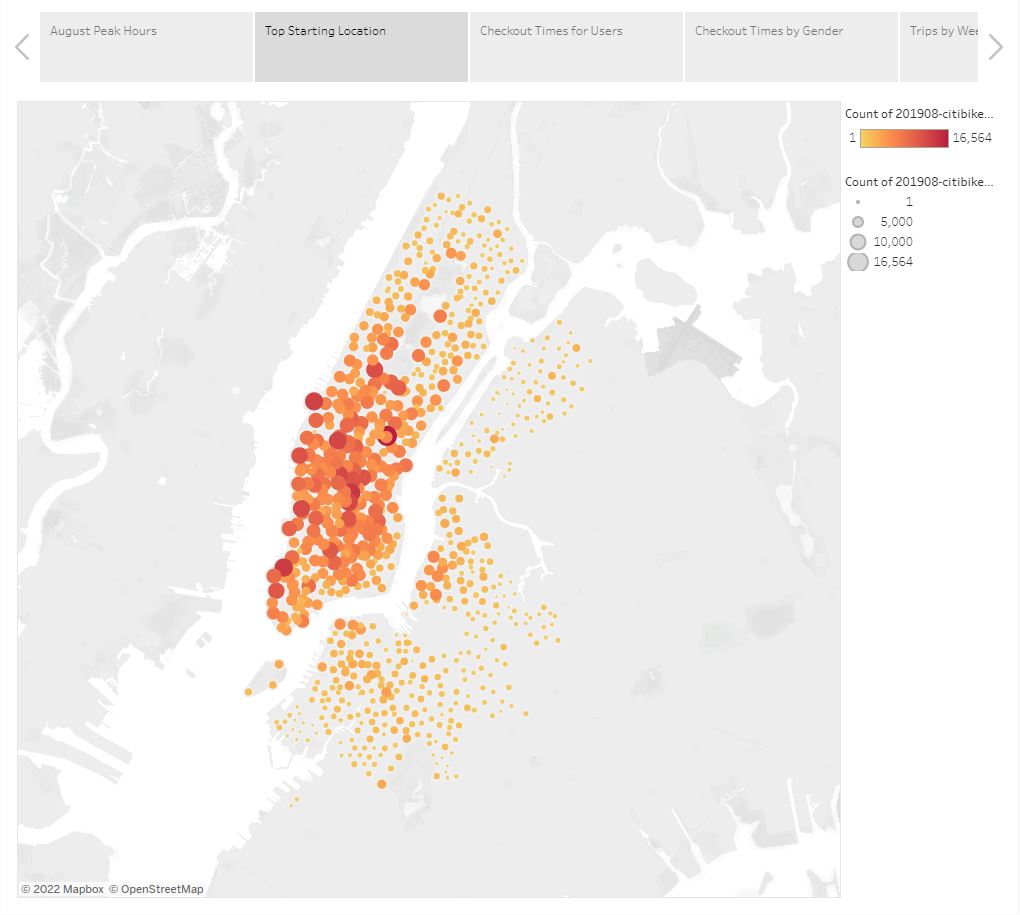 August Peak Hours
Top Starting Location
Checkout Times for Users
Checkout Times by Gender
Trips by Wee
Count of 201908-citibike...
1 16,564
Count of 201908-citibike...
1
5,000
10,000
16,564
© 2022 Mapbox © OpenStreetMap